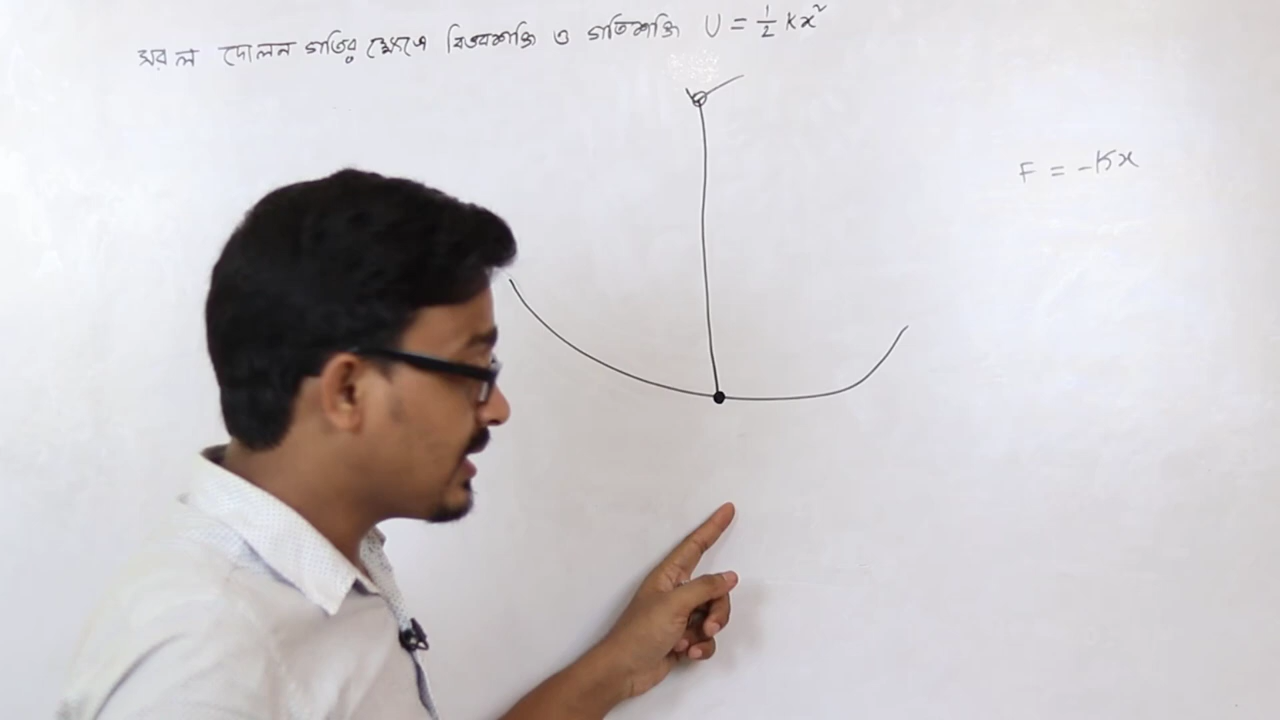 সরল দোলন গতির ক্ষেত্রে বিভবশক্তি ও গতিশক্তি U = ½ Kx²
F = -Kx